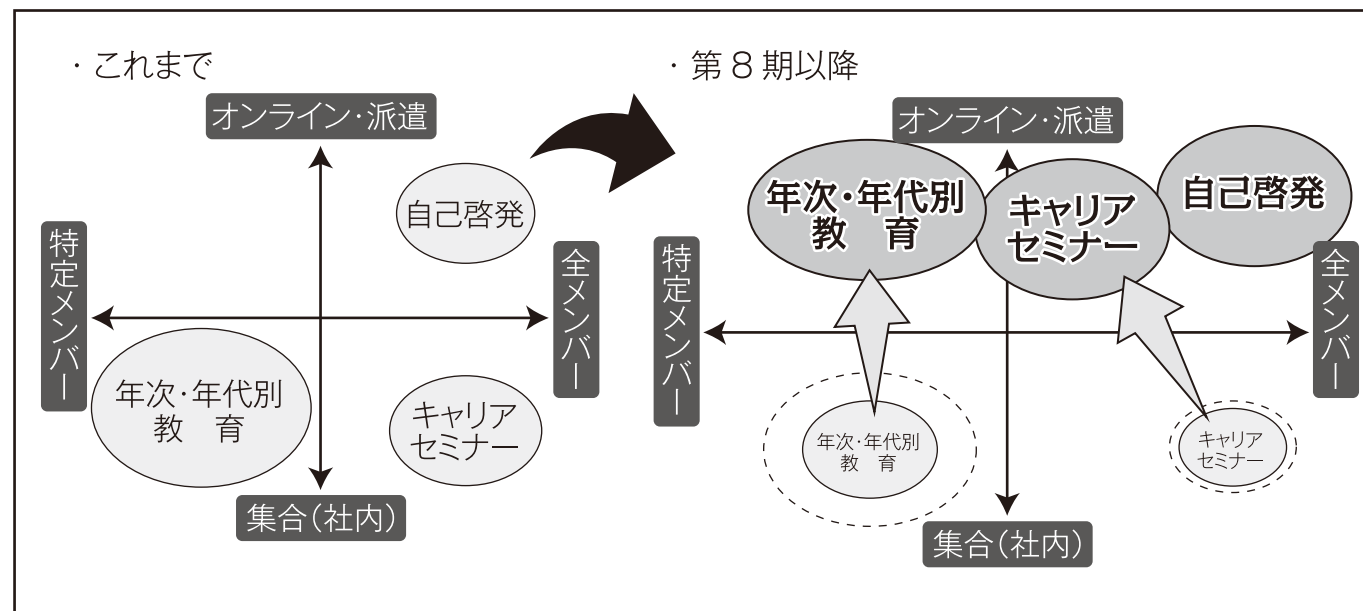 ・これまで
オンライン・派遣
自己啓発
特定メンバー
全メンバー
年次・年代別
教　育
キャリア
セミナー
集合(社内)
・第8期以降
オンライン・派遣
年次・年代別
教　育
キャリア
セミナー
自己啓発
特定メンバー
全メンバー
年次・年代別
教　育
キャリア
セミナー
集合(社内)